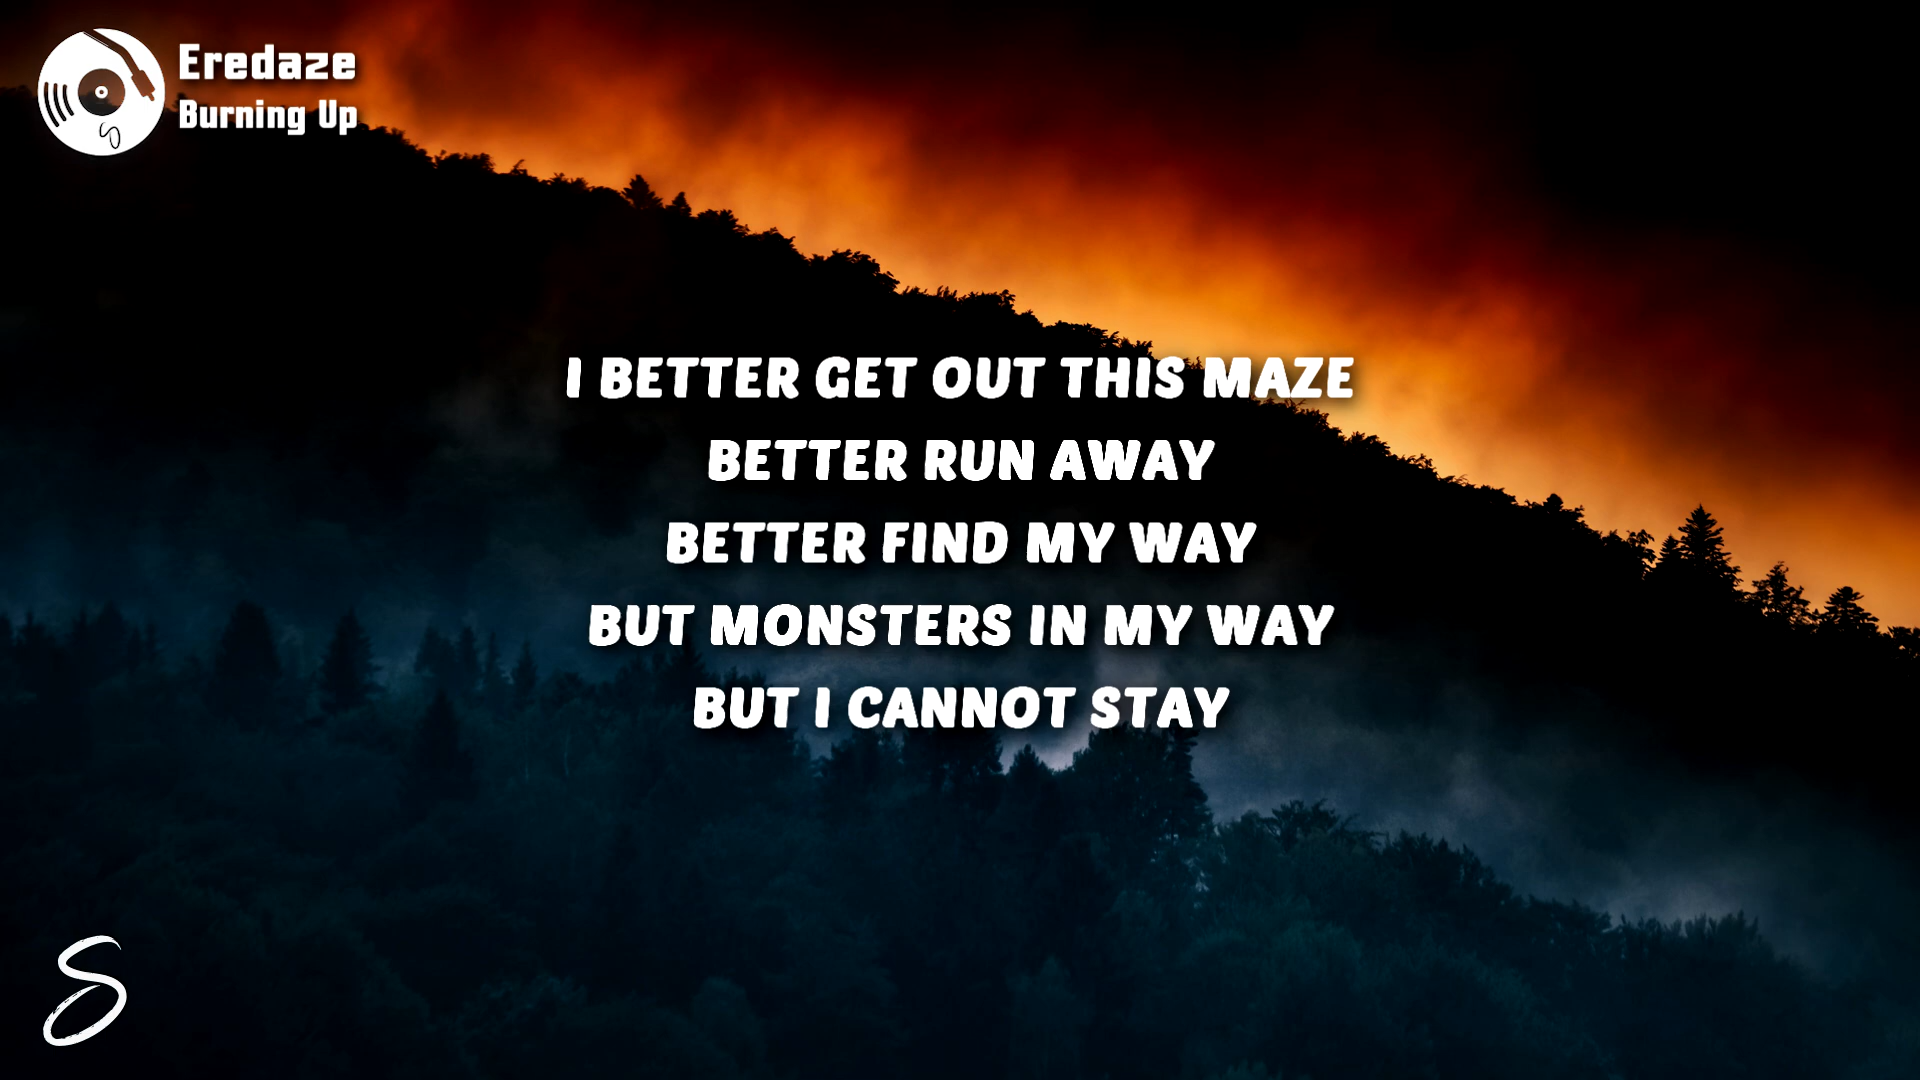 Eredaze
Burning Up
I BETTER GET OUT THIS MAZE
BETTER RUN AWAY
BETTER FIND MY WAY
BUT MONSTERS IN MY WAY
BUT I CANNOT STAY
S